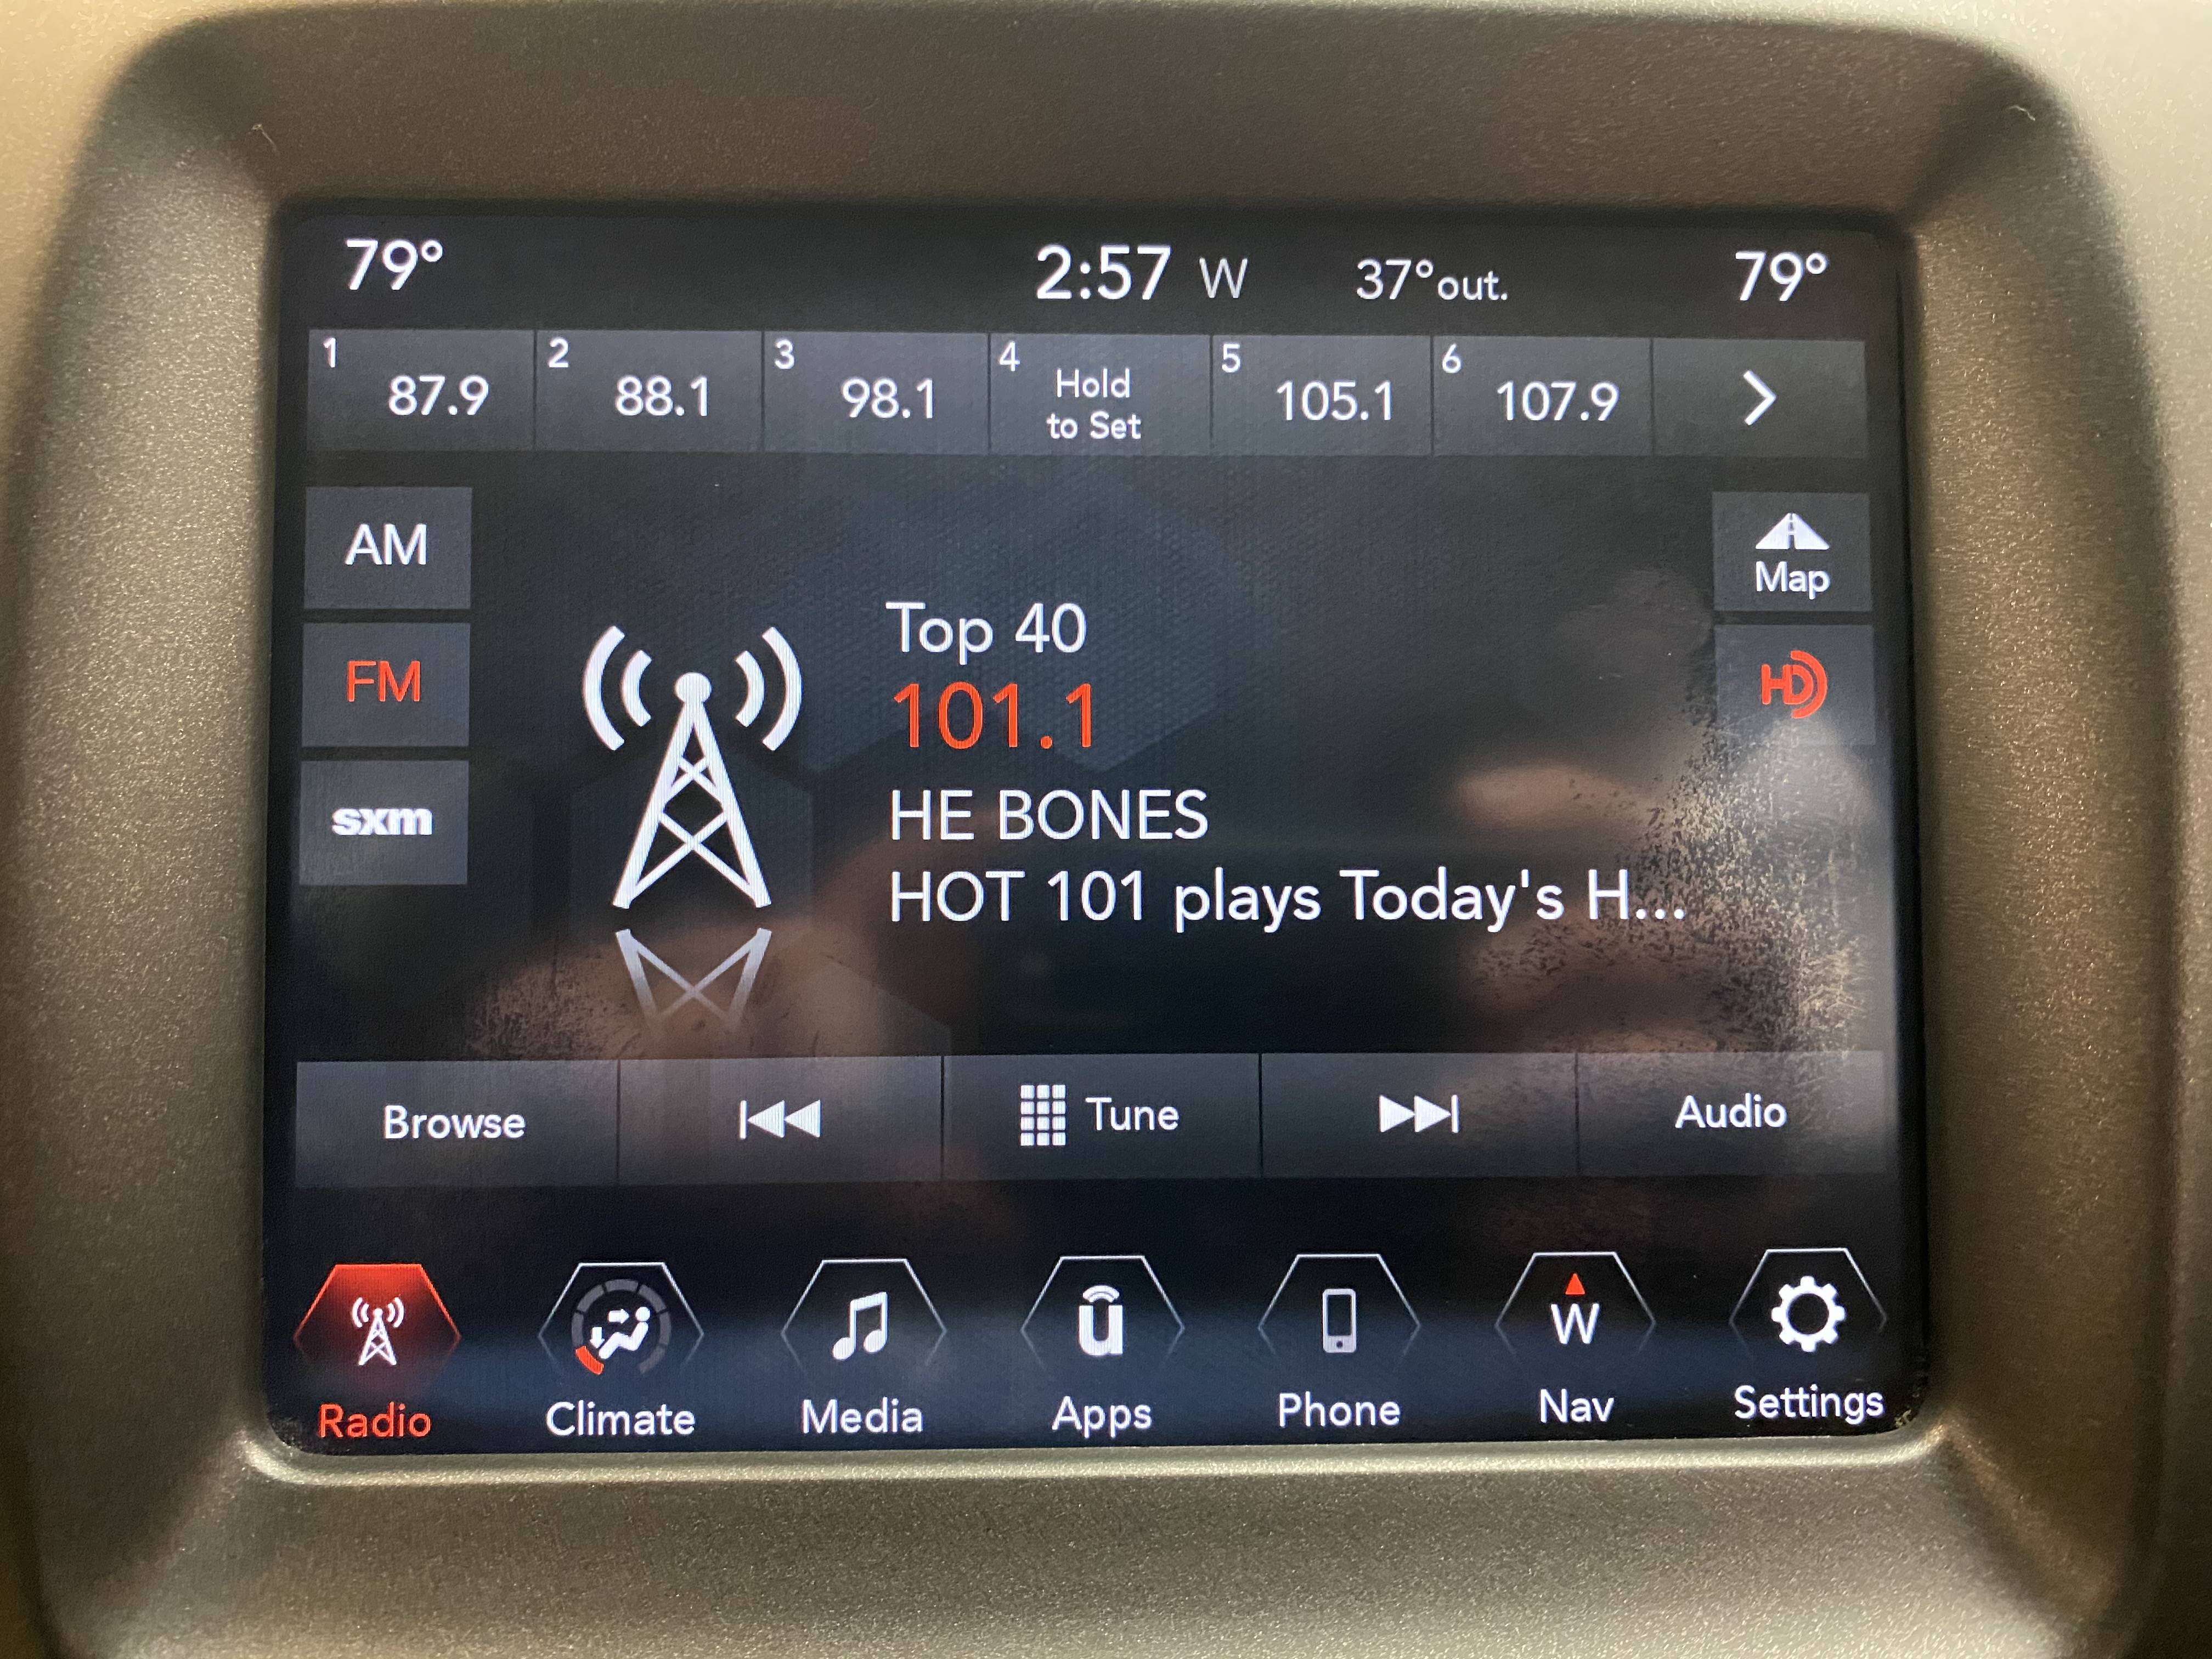 79° 2:57 W 37°out. 79°
1 87.9 2 88.1 3 98.1 4 Hold to Set 5 105.1 6 107.9
AM
Map
Top 40
FM
HD
101.1
HE BONES
sxm
HOT 101 plays Today's H...
Browse Tune Audio
u W
Radio Climate Media Apps Phone Nav Settings